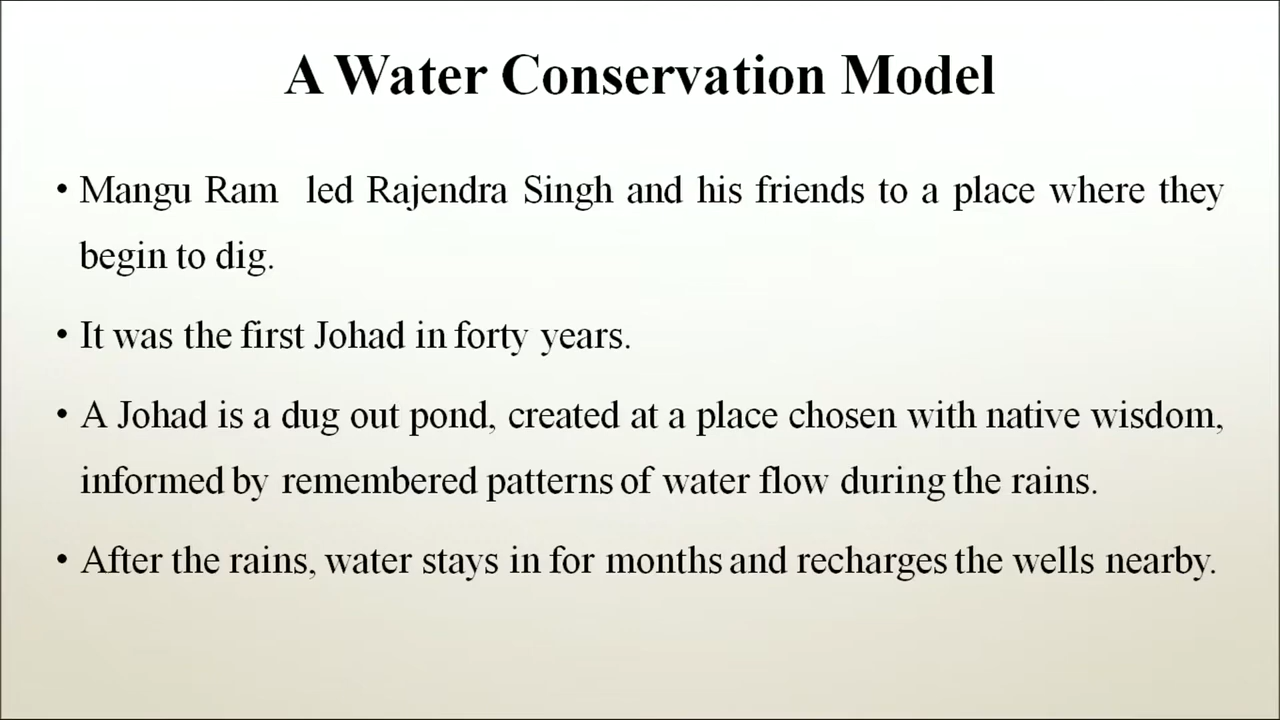 A Water Conservation Model
• Mangu Ram led Rajendra Singh and his friends to a place where they
begin to dig.
• It was the first Johad in forty years.
• A Johad is a dug out pond, created at a place chosen with native wisdom,
informed by remembered patterns of water flow during the rains.
• After the rains, water stays in for months and recharges the wells nearby.